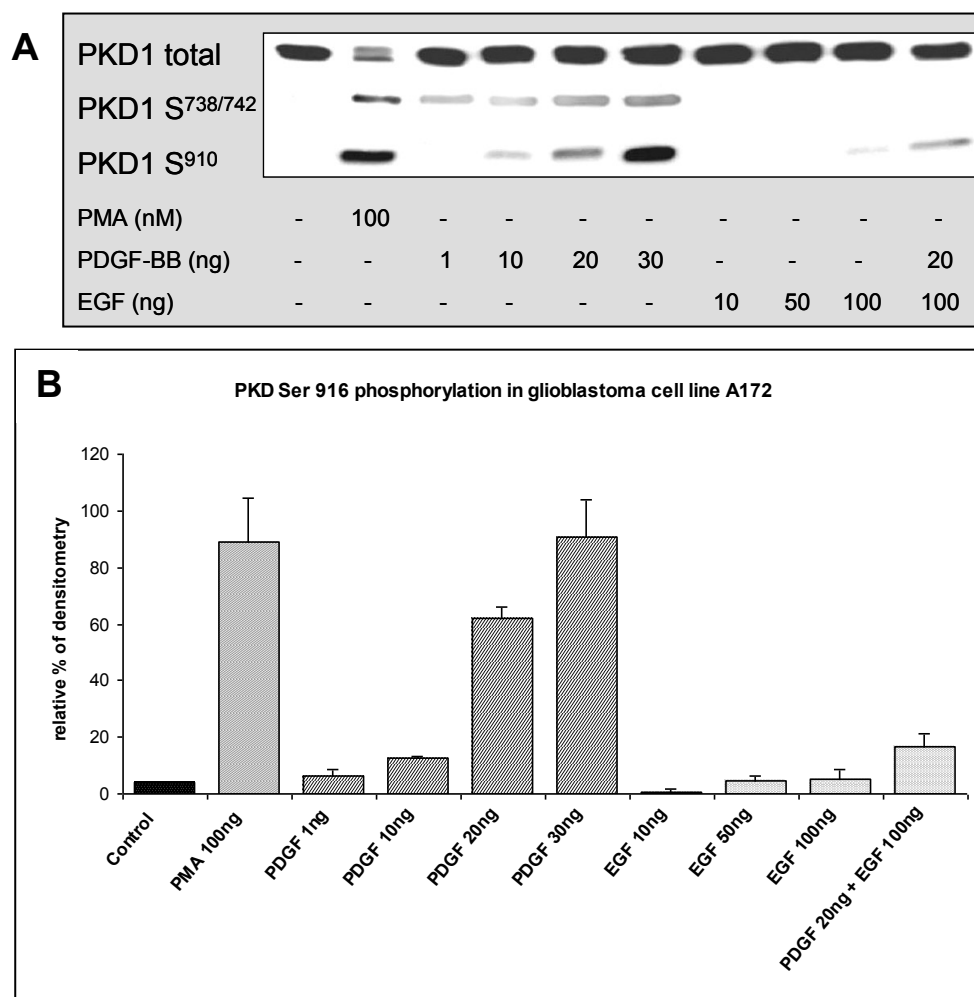 A
PKD1 total
PKD1 S738/742
PKD1 S910
PMA (nM) - 100 - - - - - - - -
PDGF-BB (ng) - - 1 10 20 30 - - - 20
EGF (ng) - - - - - - 10 50 100 100
B
PKD Ser 916 phosphorylation in glioblastoma cell line A172
relative % of densitometry
120
100
80
60
40
20
0
Control
PMA 100ng
PDGF 1ng
PDGF 10ng
PDGF 20ng
PDGF 30ng
EGF 10ng
EGF 50ng
EGF 100ng
PDGF 20ng + EGF 100ng